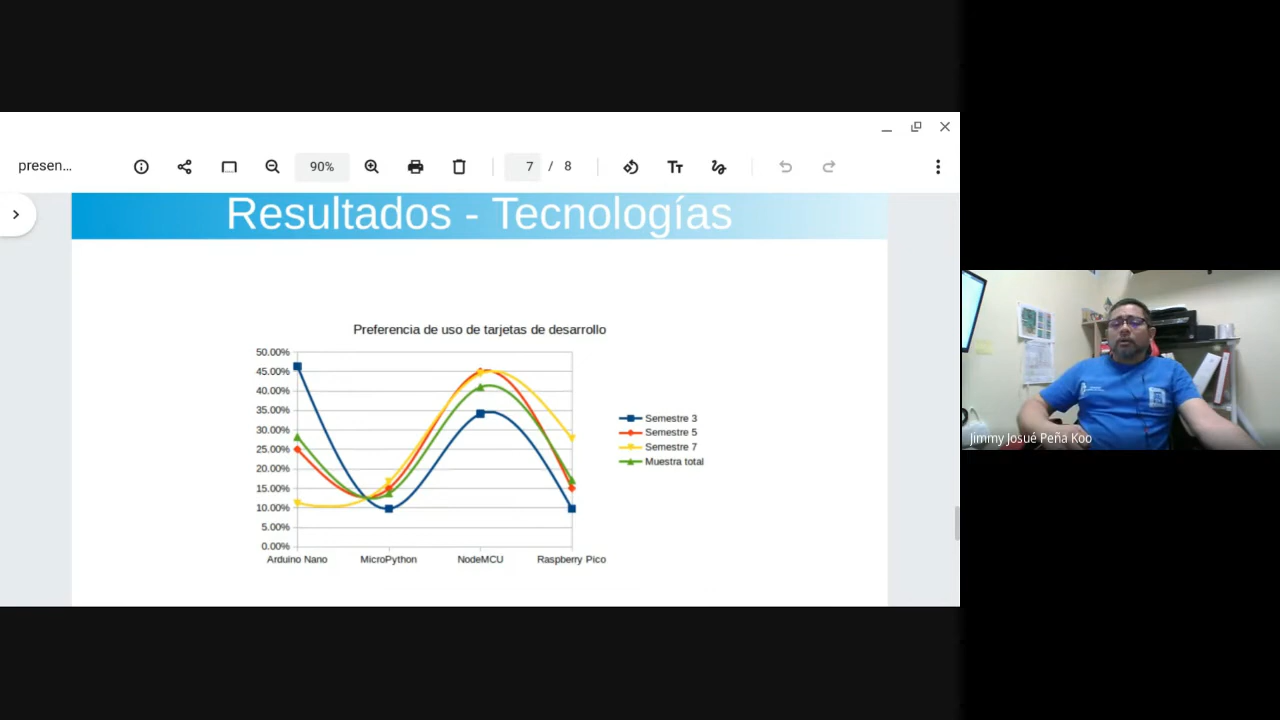 presen...
90%
7 / 8
Resultados - Tecnologías
Preferencia de uso de tarjetas de desarrollo
50.00%
45.00%
40.00%
35.00%
30.00%
25.00%
20.00%
15.00%
10.00%
5.00%
0.00%
Arduino Nano MicroPython NodeMCU Raspberry Pico
Semestre 3
Semestre 5
Semestre 7
Muestra total
Jimmy Josué Peña Koo